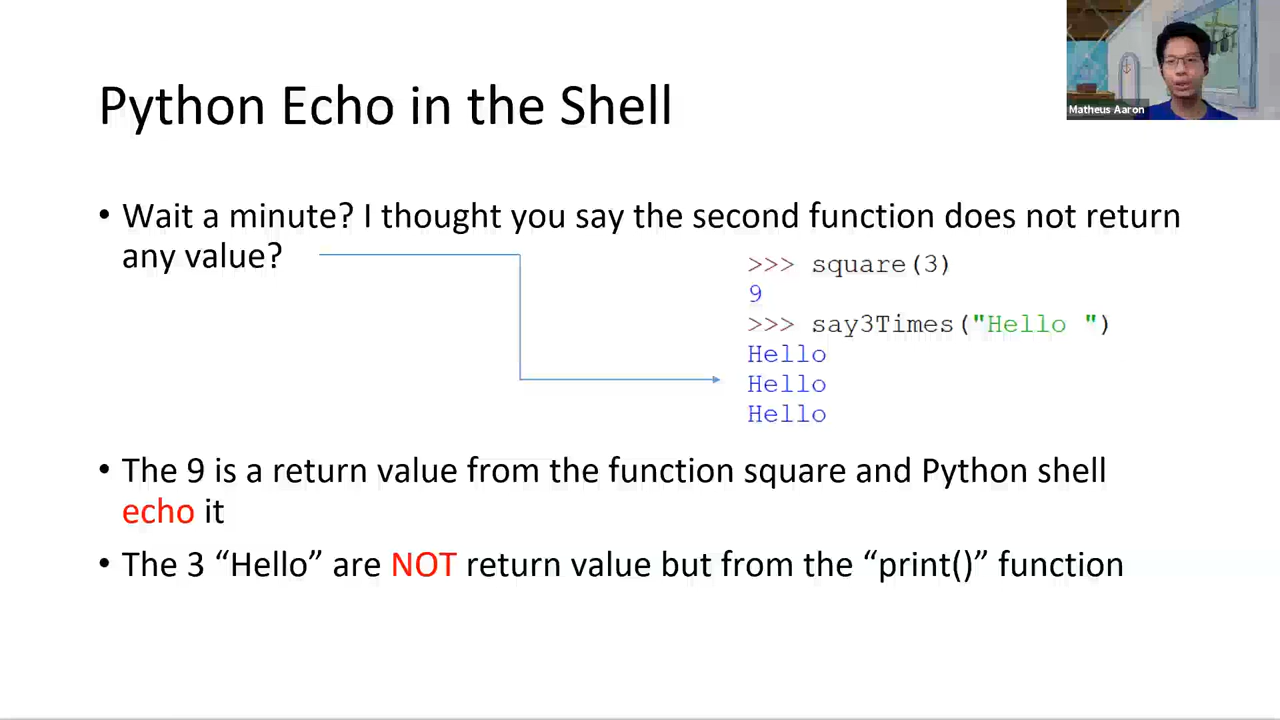 Matheus Aaron
Python Echo in the Shell
• Wait a minute? I thought you say the second function does not return
any value?
>>> square(3)
9
>>> say3Times("Hello ")
Hello
Hello
Hello
• The 9 is a return value from the function square and Python shell
echo it
• The 3 “Hello” are NOT return value but from the “print()” function